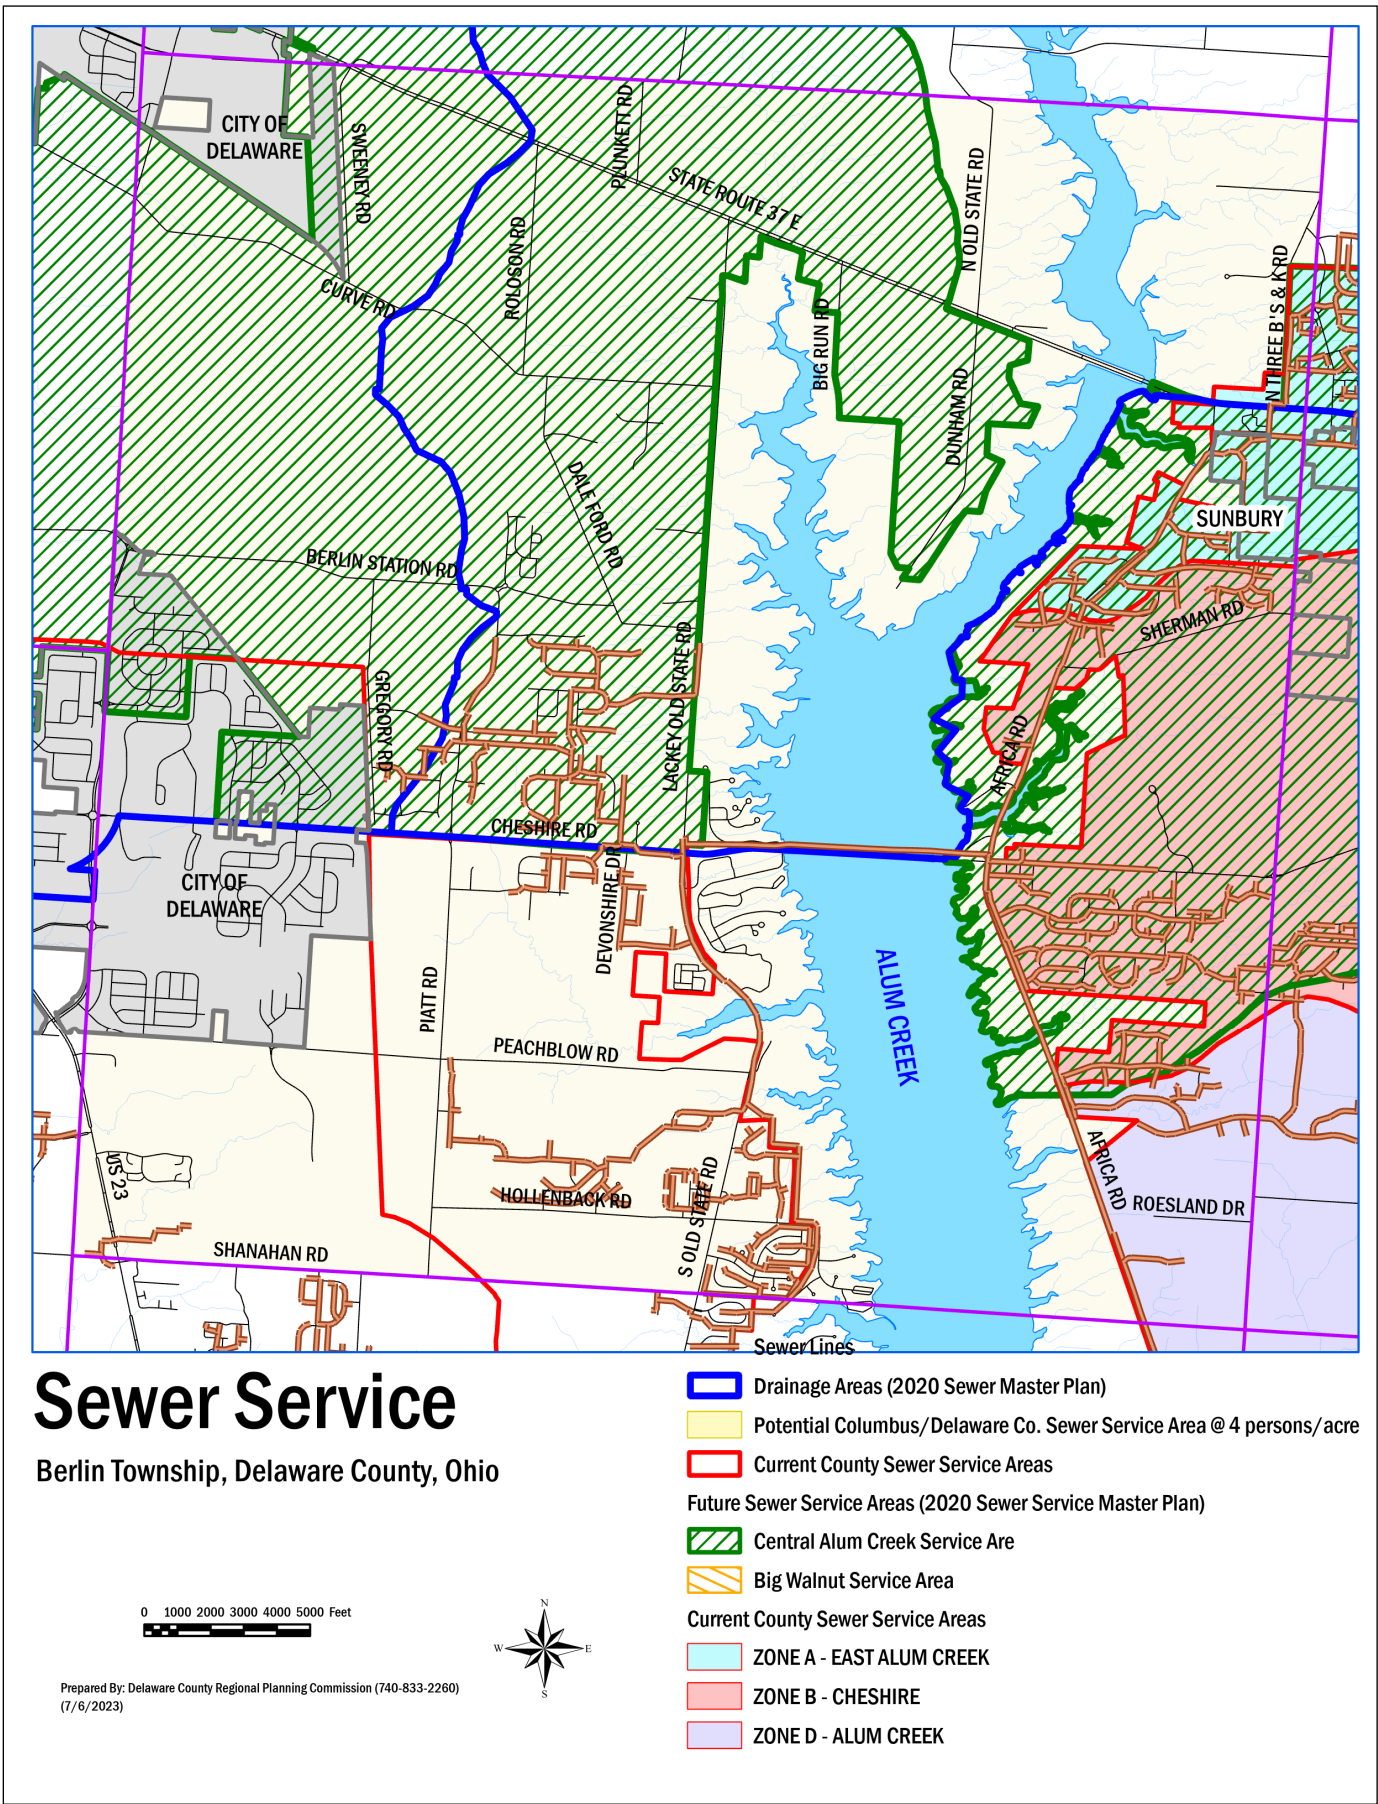 CITY OF
DELAWARE
SWEENEY RD
PLUNKETT RD
STATE ROUTE 37 E
N OLD STATE RD
ROLOSON RD
CURVE RD
BIG RUN RD
N THREE B'S & K RD
DUNHAM RD
DALE FORD RD
SUNBURY
BERLIN STATION RD
SHERMAN RD
LACKEY OLD STATE RD
GREGORY RD
AFRICA RD
CHESHIRE RD
CITY OF
DELAWARE
DEVONSHIRE DR
ALUM CREEK
PIATT RD
PEACHBLOW RD
US 23
AFRICA RD
HOLLENBACK RD
S OLD STATE RD
ROESLAND DR
SHANAHAN RD
Sewer Service
Berlin Township, Delaware County, Ohio
Sewer Lines
Drainage Areas (2020 Sewer Master Plan)
Potential Columbus/Delaware Co. Sewer Service Area @ 4 persons/acre
Current County Sewer Service Areas
Future Sewer Service Areas (2020 Sewer Service Master Plan)
Central Alum Creek Service Are
Big Walnut Service Area
Current County Sewer Service Areas
ZONE A - EAST ALUM CREEK
ZONE B - CHESHIRE
ZONE D - ALUM CREEK
0 1000 2000 3000 4000 5000 Feet
N
W E
S
Prepared By: Delaware County Regional Planning Commission (740-833-2260)
(7/6/2023)